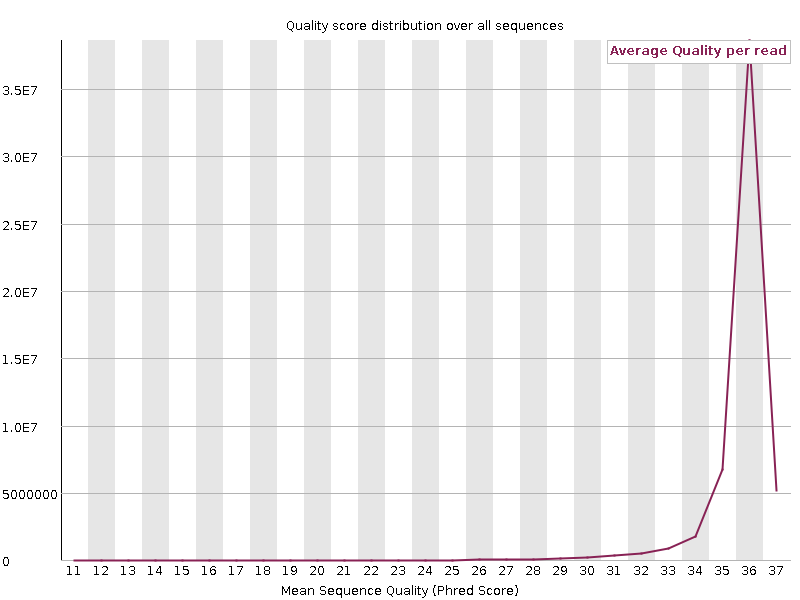 Quality score distribution over all sequences
Average Quality per read
3.5E7
3.0E7
2.5E7
2.0E7
1.5E7
1.0E7
5000000
0
11 12 13 14 15 16 17 18 19 20 21 22 23 24 25 26 27 28 29 30 31 32 33 34 35 36 37
Mean Sequence Quality (Phred Score)